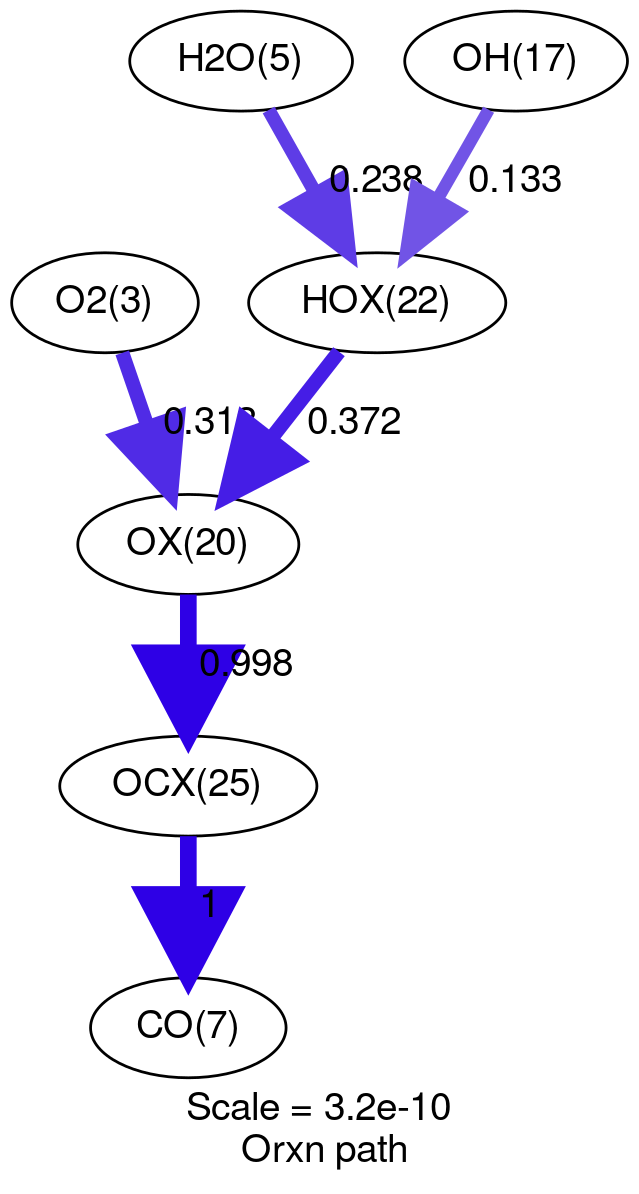 H2O(5)
OH(17)
0.238
0.133
O2(3)
HOX(22)
0.372
OX(20)
0.998
OCX(25)
1
CO(7)
Scale = 3.2e-10
Orxn path